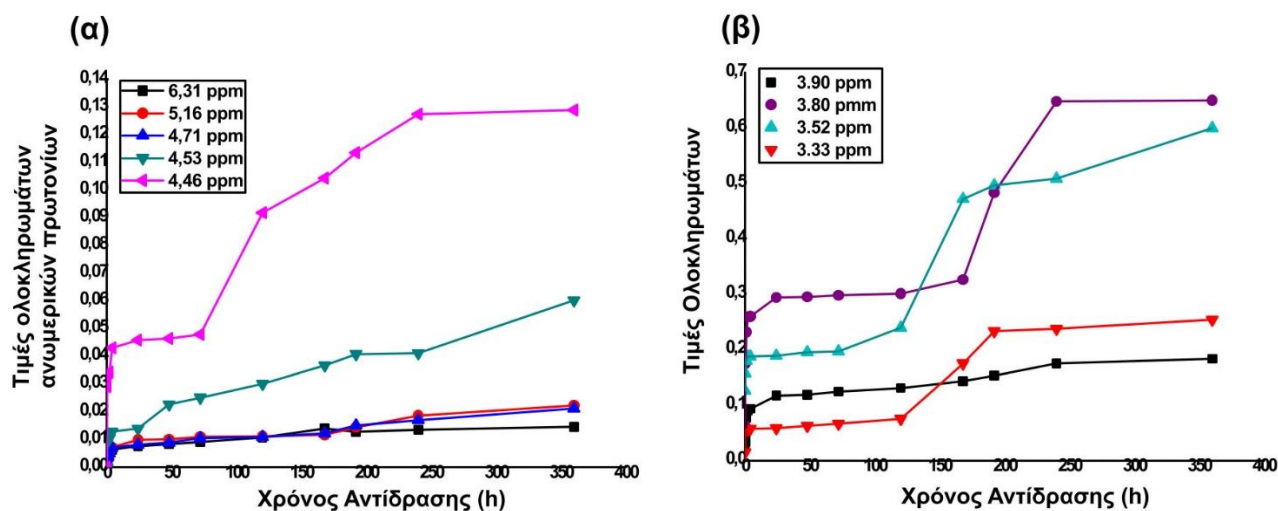 (α)
Τιμές ολοκληρωμάτων
ανωμερικών πρωτονίων
0,14
0,13
0,12
0,11
0,10
0,09
0,08
0,07
0,06
0,05
0,04
0,03
0,02
0,01
0,00
6,31 ppm
5,16 ppm
4,71 ppm
4,53 ppm
4,46 ppm
0 50 100 150 200 250 300 350 400
Χρόνος Αντίδρασης (h)
(β)
Τιμές Ολοκληρωμάτων
0,7
0,6
0,5
0,4
0,3
0,2
0,1
0,0
3.90 ppm
3.80 pmm
3.52 ppm
3.33 ppm
0 50 100 150 200 250 300 350 400
Χρόνος Αντίδρασης (h)